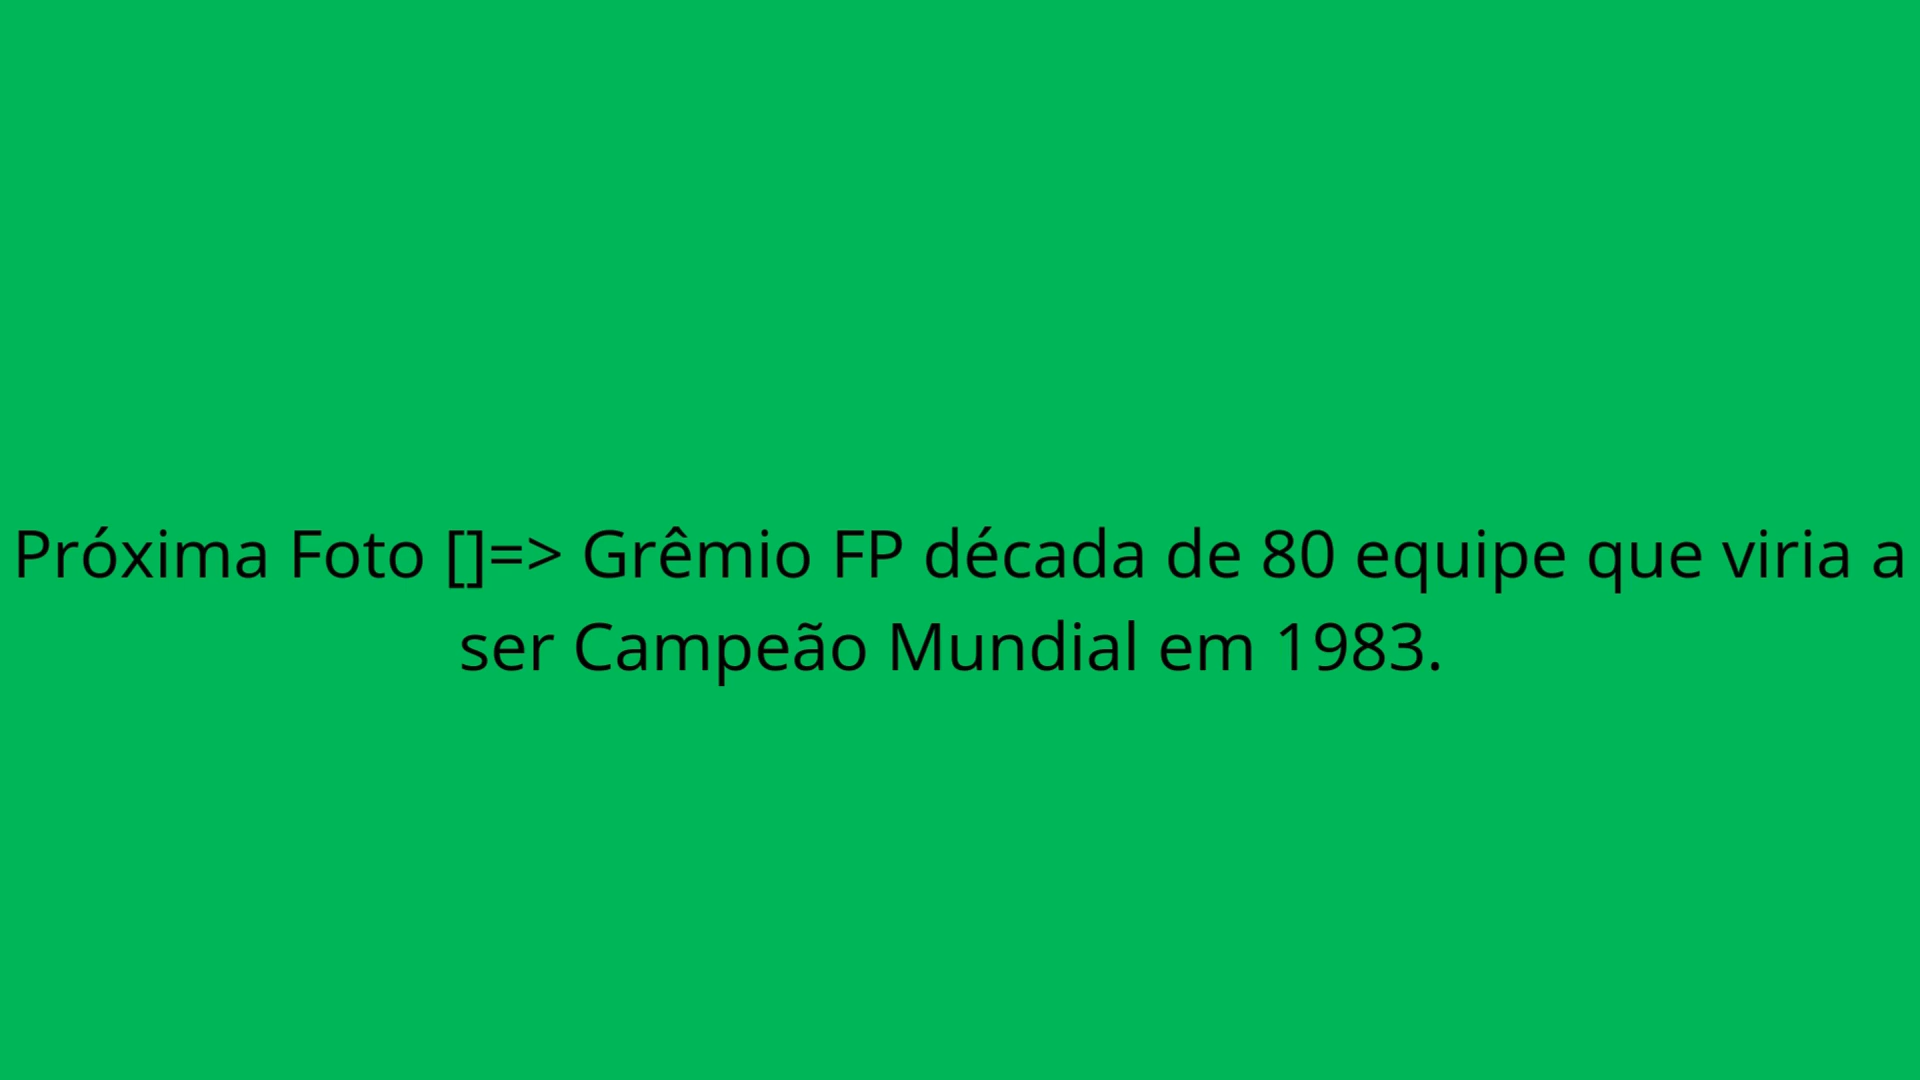 Próxima Foto []=> Grêmio FP década de 80 equipe que viria a
ser Campeão Mundial em 1983.